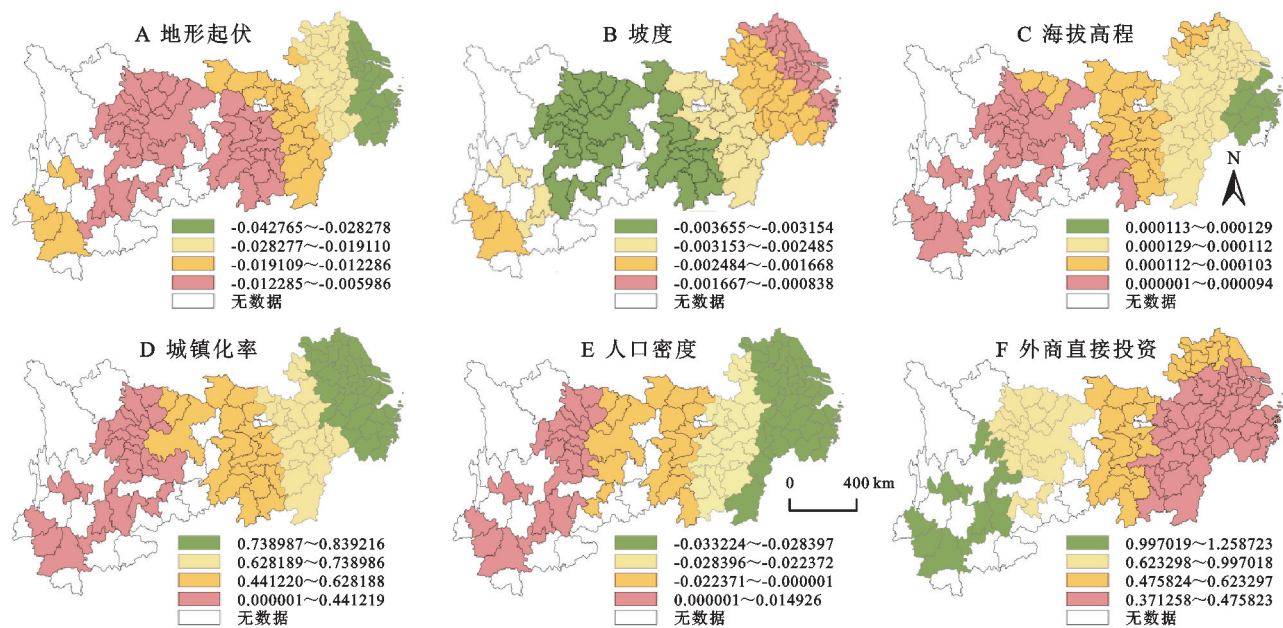 A 地形起伏
-0.042765～-0.028278
-0.028277～-0.019110
-0.019109～-0.012286
-0.012285～-0.005986
无数据
B 坡度
-0.003655～-0.003154
-0.003153～-0.002485
-0.002484～-0.001668
-0.001667～-0.000838
无数据
C 海拔高程
N
0.000113～0.000129
0.000129～0.000112
0.000112～0.000103
0.000001～0.000094
无数据
D 城镇化率
0.738987～0.839216
0.628189～0.738986
0.441220～0.628188
0.000001～0.441219
无数据
E 人口密度
0 400 km
-0.033224～-0.028397
-0.028396～-0.022372
-0.022371～-0.000001
0.000001～0.014926
无数据
F 外商直接投资
0.997019～1.258723
0.623298～0.997018
0.475824～0.623297
0.371258～0.475823
无数据